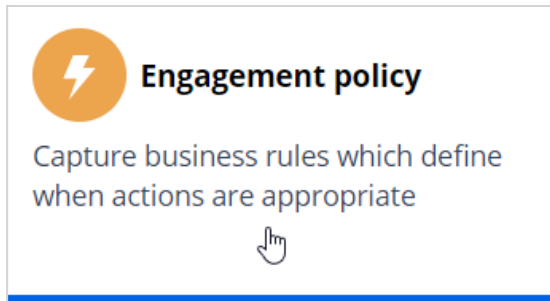 Engagement policy
Capture business rules which define
when actions are appropriate